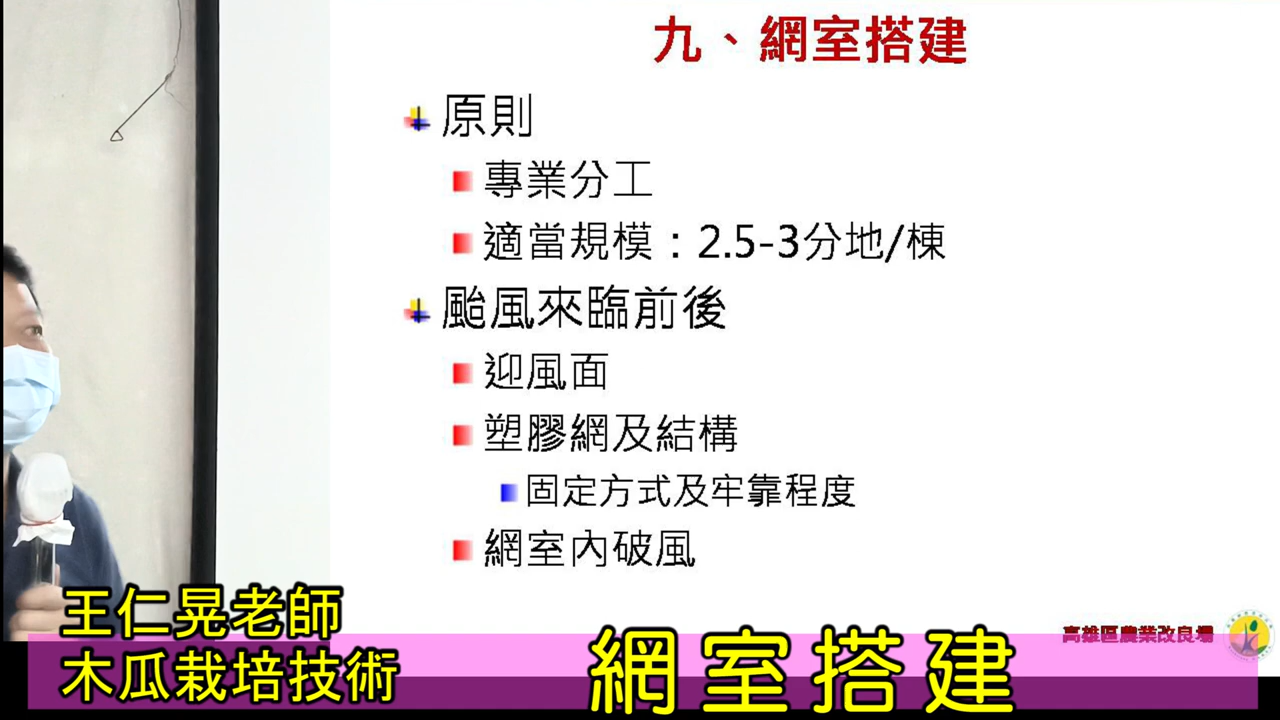 九、網室搭建
原則
專業分工
適當規模：2.5-3分地/棟
颱風來臨前後
迎風面
塑膠網及結構
固定方式及牢靠程度
網室內破風
高雄區農業改良場
王仁晃老師
木瓜栽培技術
網室搭建